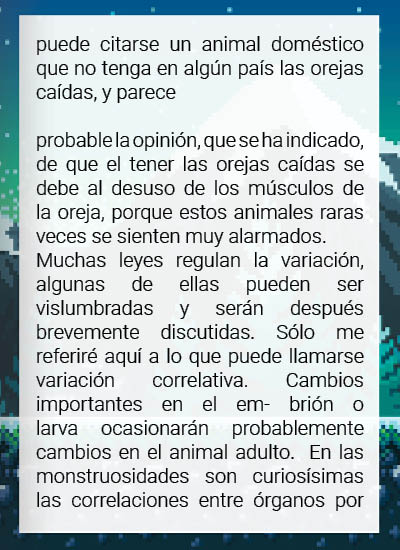 puede citarse un animal doméstico
que no tenga en algún país las orejas
caídas, y parece
probable la opinión, que se ha indicado,
de que el tener las orejas caídas se
debe al desuso de los músculos de
la oreja, porque estos animales raras
veces se sienten muy alarmados.
Muchas leyes regulan la variación,
algunas de ellas pueden ser
vislumbradas y serán después
brevemente discutidas. Sólo me
referiré aquí a lo que puede llamarse
variación correlativa. Cambios
importantes en el em- brión o
larva ocasionarán probablemente
cambios en el animal adulto. En las
monstruosidades son curiosísimas
las correlaciones entre órganos por